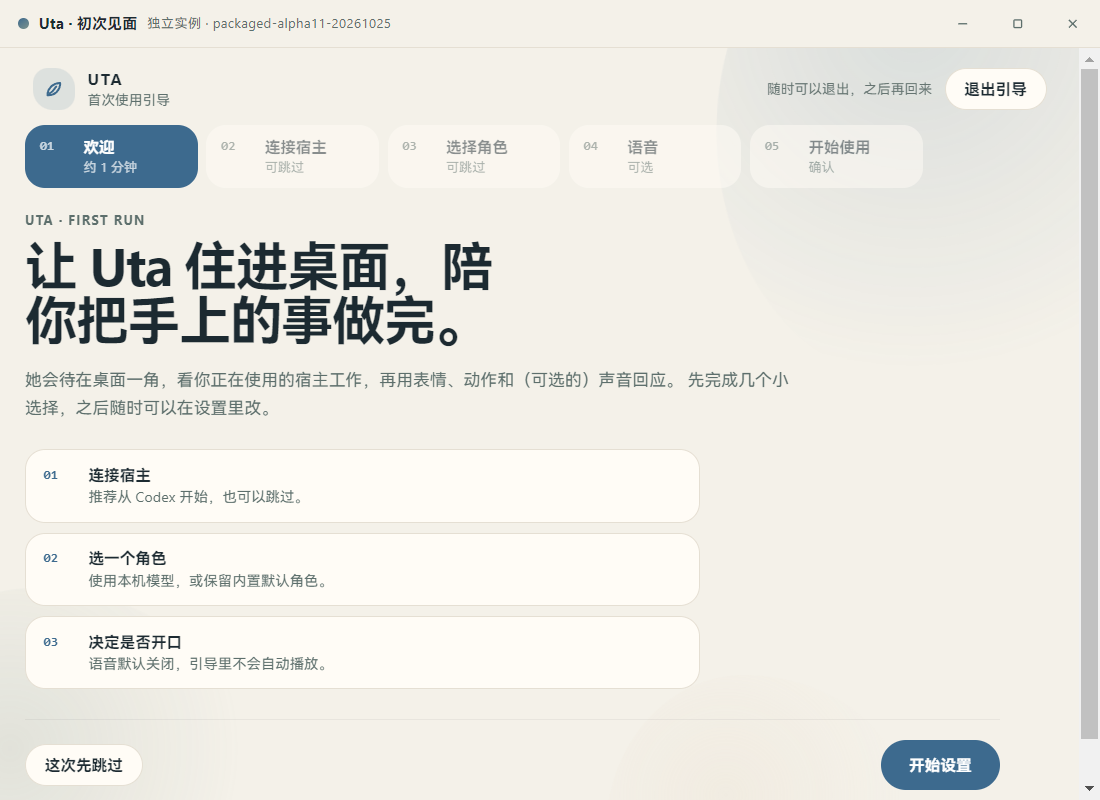 Uta · 初次见面 独立实例 · packaged-alpha11-20261025
UTA
首次使用引导
随时可以退出，之后再回来
退出引导
01 欢迎
约 1 分钟
02 连接宿主
可跳过
03 选择角色
可跳过
04 语音
可选
05 开始使用
确认
UTA · FIRST RUN
让 Uta 住进桌面，陪
你把手上的事做完。
她会待在桌面一角，看你正在使用的宿主工作，再用表情、动作和（可选的）声音回应。 先完成几个小
选择，之后随时可以在设置里改。
01 连接宿主
推荐从 Codex 开始，也可以跳过。
02 选一个角色
使用本机模型，或保留内置默认角色。
03 决定是否开口
语音默认关闭，引导里不会自动播放。
这次先跳过
开始设置